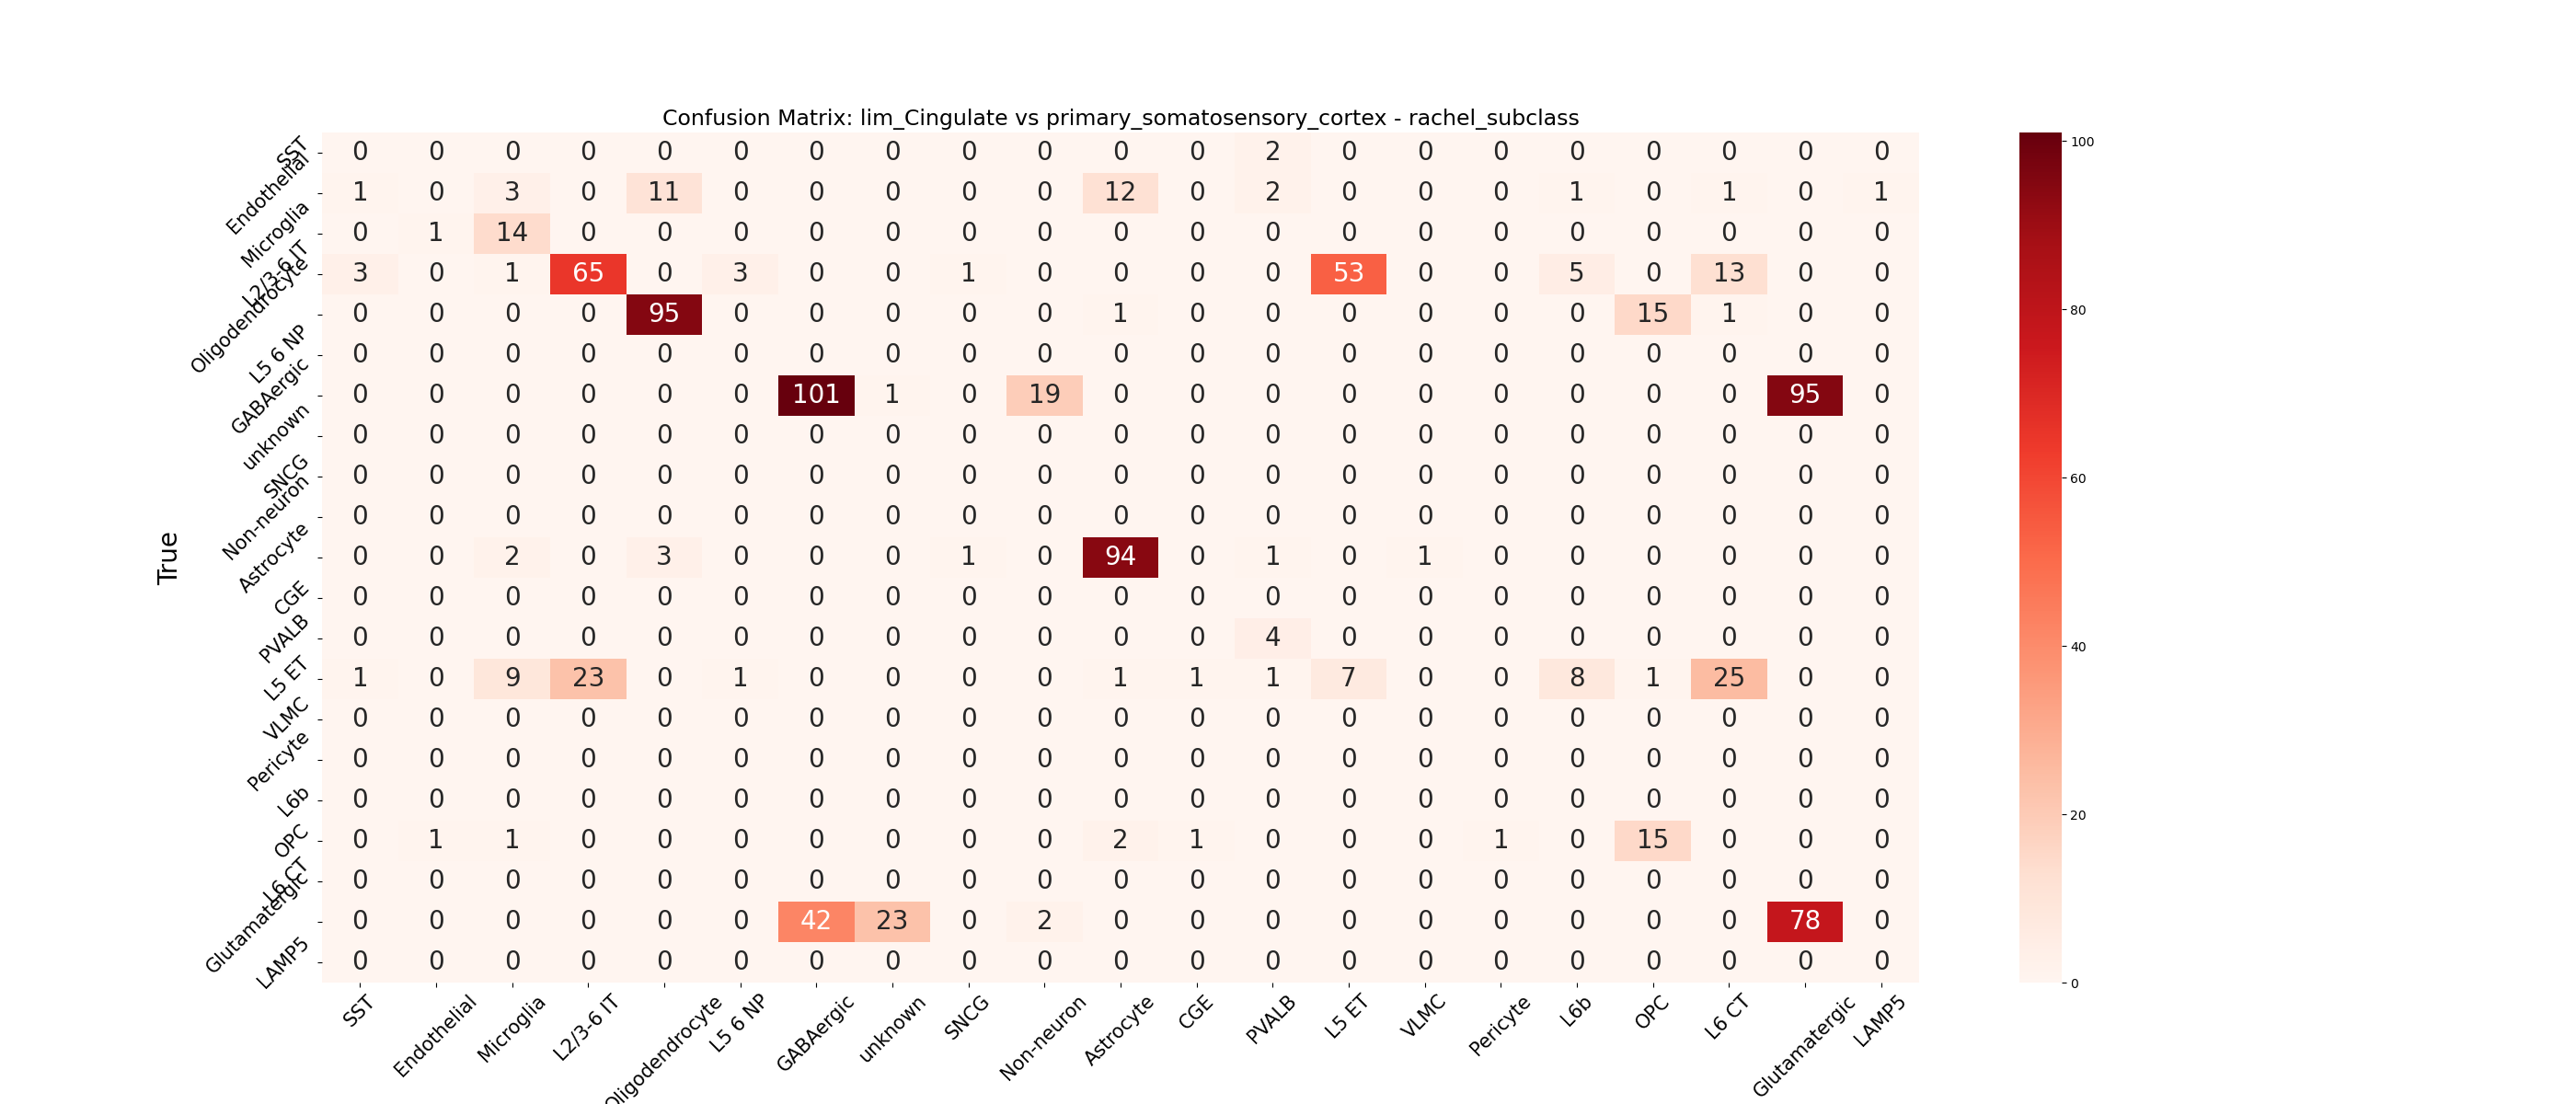 Confusion Matrix: lim_Cingulate vs primary_somatosensory_cortex - rachel_subclass
SST 0 0 0 0 0 0 0 0 0 0 0 0 2 0 0 0 0 0 0 0 0
Endothelial 1 0 3 0 11 0 0 0 0 0 12 0 2 0 0 0 1 0 1 0 1
Microglia 0 1 14 0 0 0 0 0 0 0 0 0 0 0 0 0 0 0 0 0 0
L2/3-6 IT 3 0 1 65 0 3 0 0 1 0 0 0 0 53 0 0 5 0 13 0 0
Oligodendrocyte 0 0 0 0 95 0 0 0 0 0 1 0 0 0 0 0 0 15 1 0 0
L5 6 NP 0 0 0 0 0 0 0 0 0 0 0 0 0 0 0 0 0 0 0 0 0
GABAergic 0 0 0 0 0 0 101 1 0 19 0 0 0 0 0 0 0 0 0 95 0
unknown 0 0 0 0 0 0 0 0 0 0 0 0 0 0 0 0 0 0 0 0 0
SNCG 0 0 0 0 0 0 0 0 0 0 0 0 0 0 0 0 0 0 0 0 0
Non-neuron 0 0 0 0 0 0 0 0 0 0 0 0 0 0 0 0 0 0 0 0 0
Astrocyte 0 0 2 0 3 0 0 0 1 0 94 0 1 0 1 0 0 0 0 0 0
CGE 0 0 0 0 0 0 0 0 0 0 0 0 0 0 0 0 0 0 0 0 0
PVALB 0 0 0 0 0 0 0 0 0 0 0 0 4 0 0 0 0 0 0 0 0
L5 ET 1 0 9 23 0 1 0 0 0 0 1 1 1 7 0 0 8 1 25 0 0
VLMC 0 0 0 0 0 0 0 0 0 0 0 0 0 0 0 0 0 0 0 0 0
Pericyte 0 0 0 0 0 0 0 0 0 0 0 0 0 0 0 0 0 0 0 0 0
L6b 0 0 0 0 0 0 0 0 0 0 0 0 0 0 0 0 0 0 0 0 0
OPC 0 1 1 0 0 0 0 0 0 0 2 1 0 0 0 1 0 15 0 0 0
L6 CT 0 0 0 0 0 0 0 0 0 0 0 0 0 0 0 0 0 0 0 0 0
Glutamatergic 0 0 0 0 0 0 42 23 0 2 0 0 0 0 0 0 0 0 0 78 0
LAMP5 0 0 0 0 0 0 0 0 0 0 0 0 0 0 0 0 0 0 0 0 0
True
SST Endothelial Microglia L2/3-6 IT Oligodendrocyte L5 6 NP GABAergic unknown SNCG Non-neuron Astrocyte CGE PVALB L5 ET VLMC Pericyte L6b OPC L6 CT Glutamatergic LAMP5
100
80
60
40
20
0